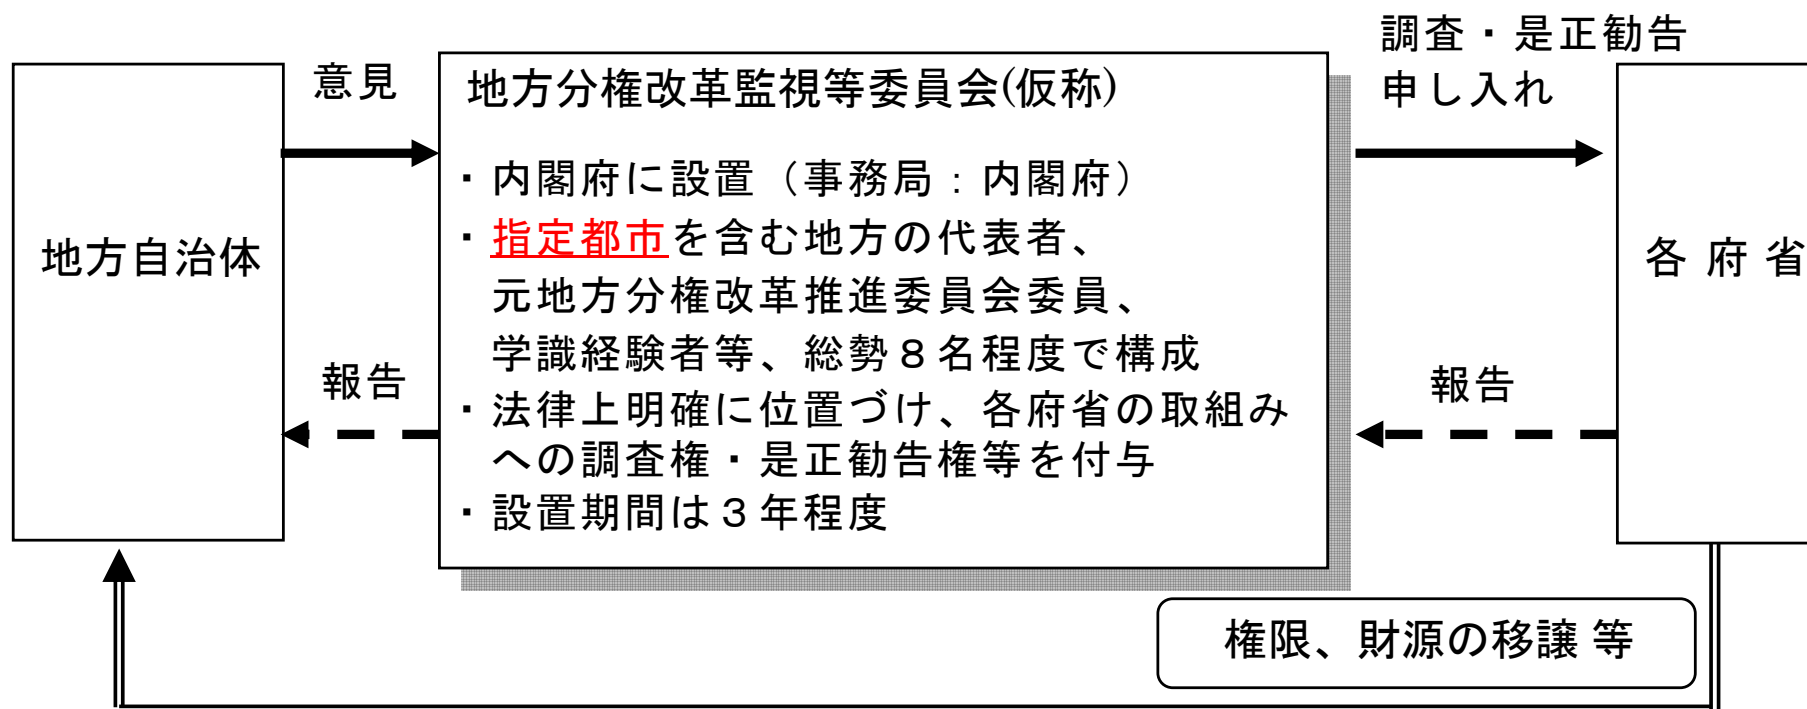 調査・是正勧告
申し入れ
意見
地方分権改革監視等委員会(仮称)
・内閣府に設置（事務局：内閣府）
・指定都市を含む地方の代表者、
元地方分権改革推進委員会委員、
学識経験者等、総勢８名程度で構成
・法律上明確に位置づけ、各府省の取組み
への調査権・是正勧告権等を付与
・設置期間は３年程度
地方自治体
各府省
報告
報告
権限、財源の移譲 等